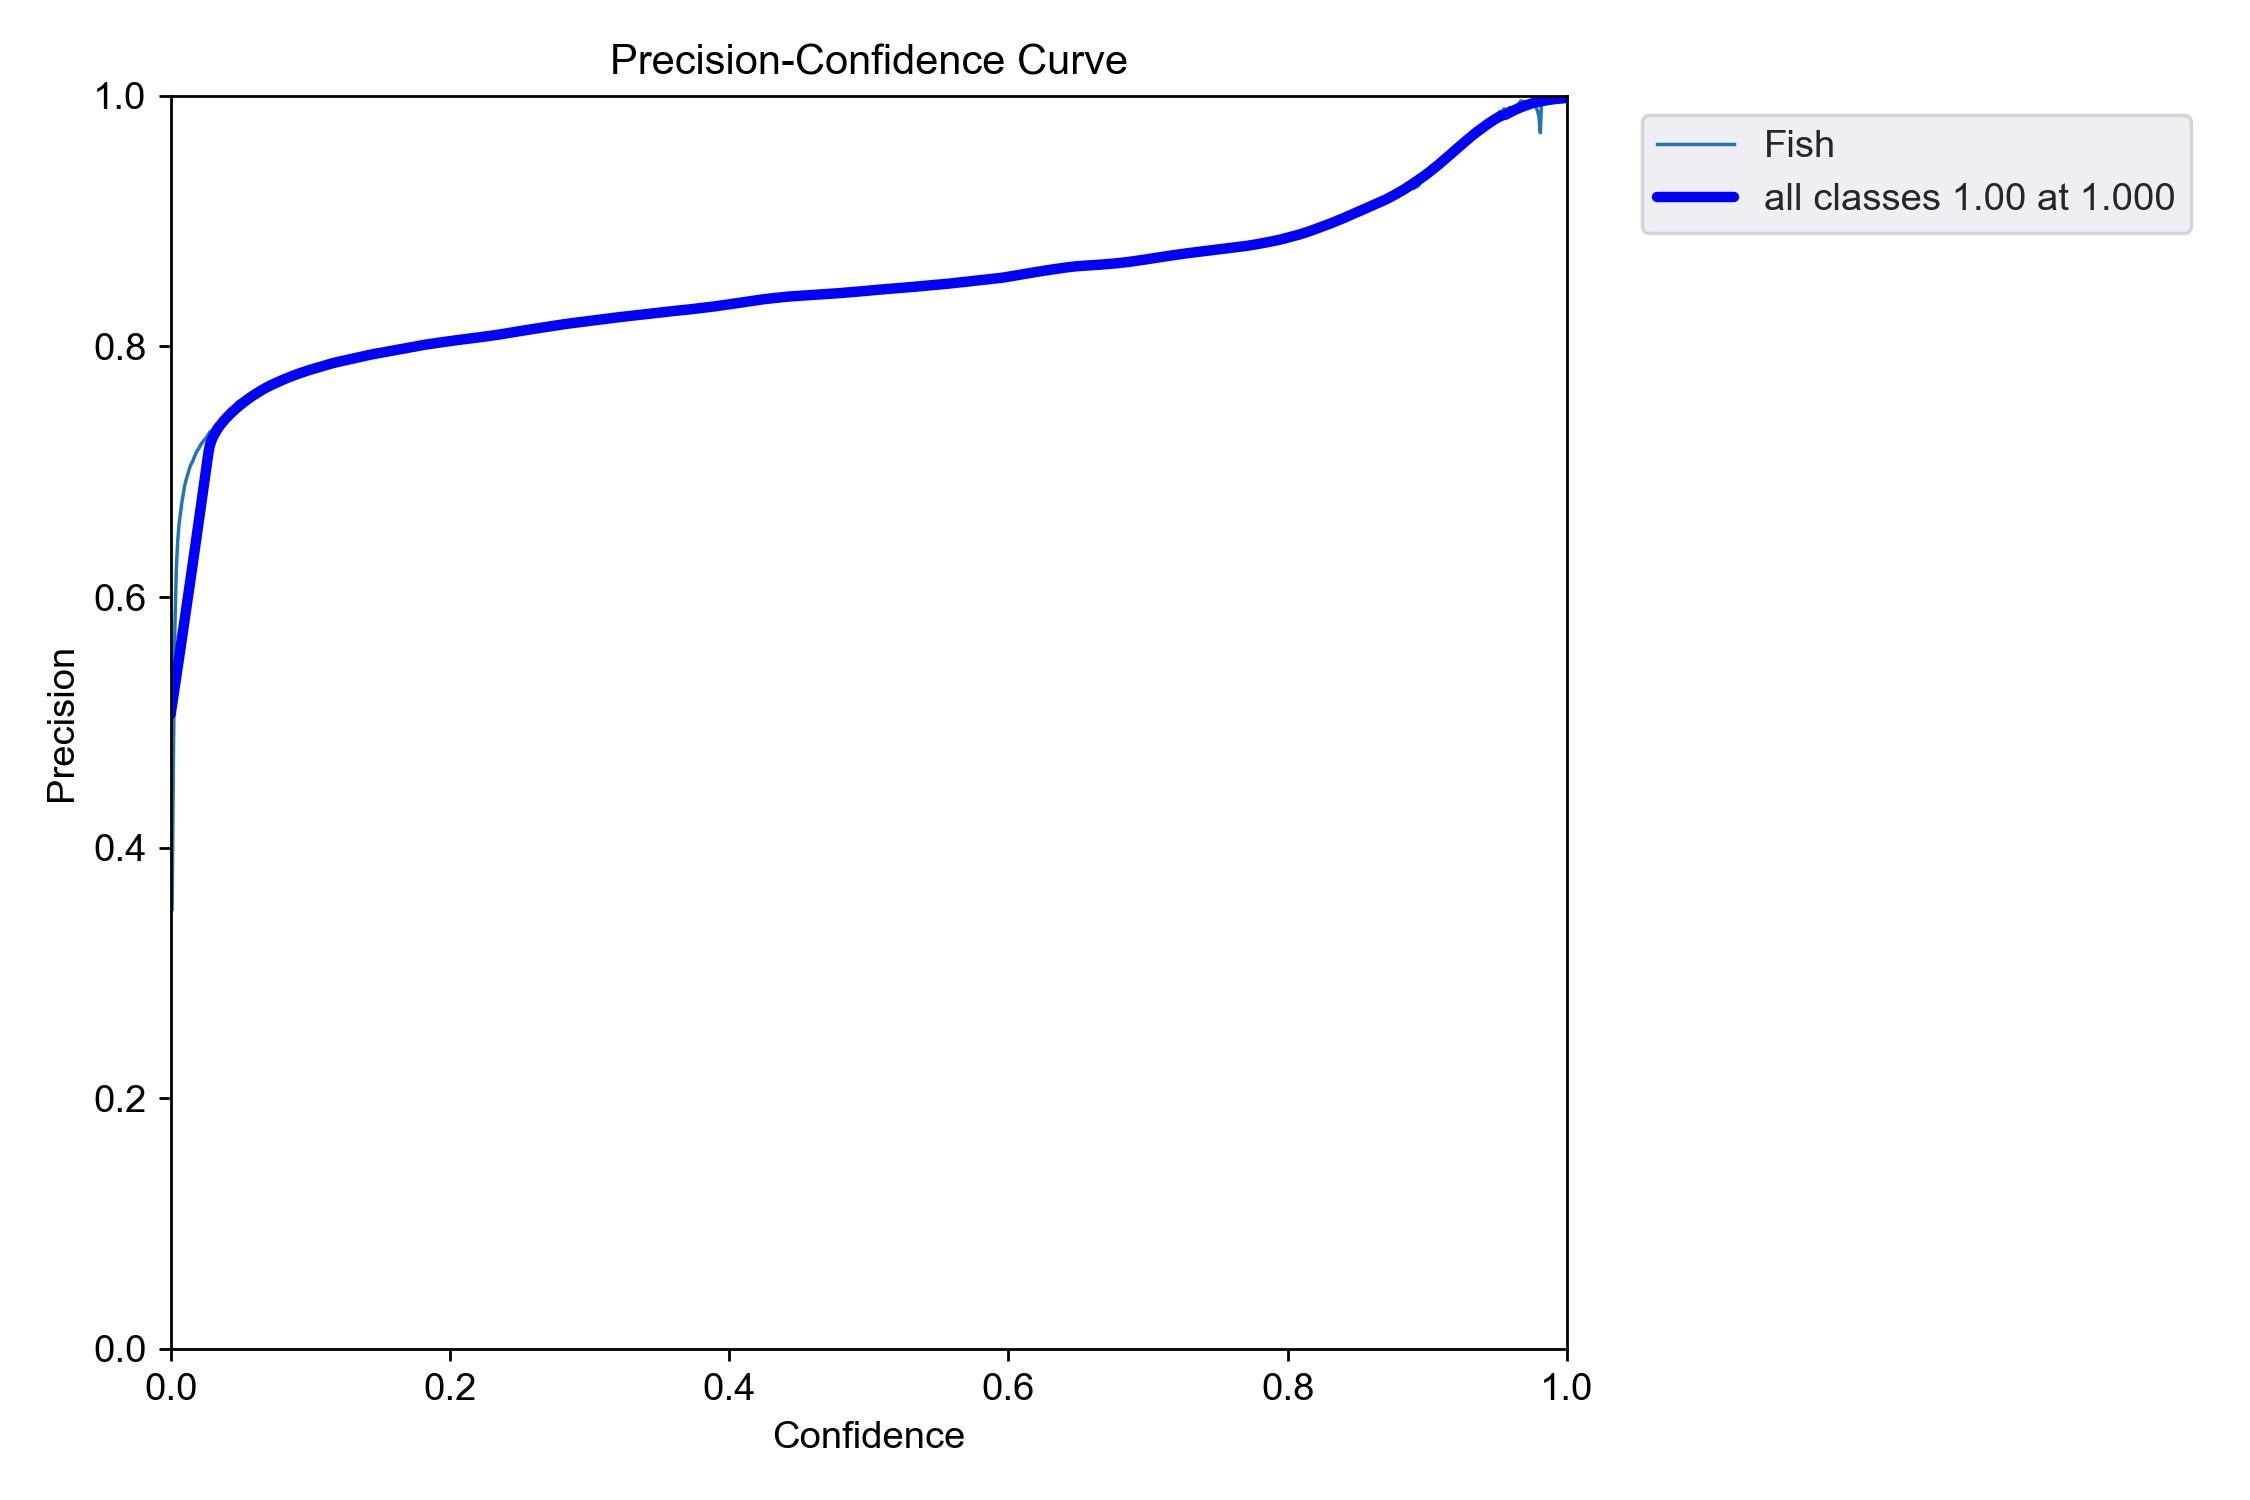 Precision-Confidence Curve
Fish
all classes 1.00 at 1.000
Precision
1.0
0.8
0.6
0.4
0.2
0.0
0.0 0.2 0.4 0.6 0.8 1.0
Confidence